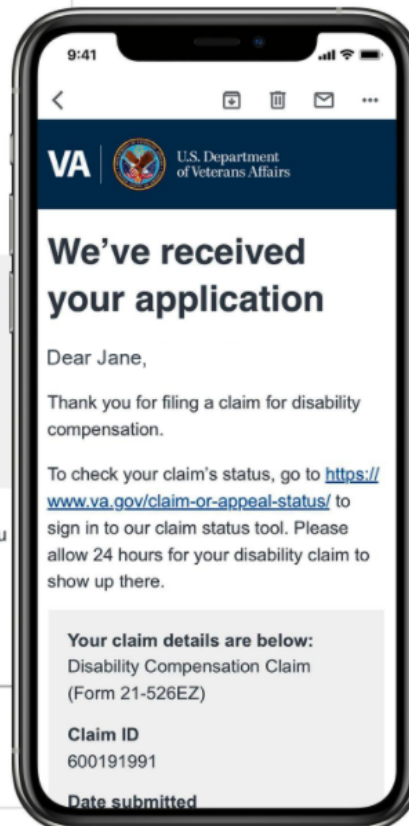 9:41
VA
U.S. Department
of Veterans Affairs
We've received
your application
Dear Jane,
Thank you for filing a claim for disability
compensation.
To check your claim's status, go to https://
www.va.gov/claim-or-appeal-status/ to
sign in to our claim status tool. Please
allow 24 hours for your disability claim to
show up there.
u
Your claim details are below:
Disability Compensation Claim
(Form 21-526EZ)
Claim ID
600191991
Date submitted